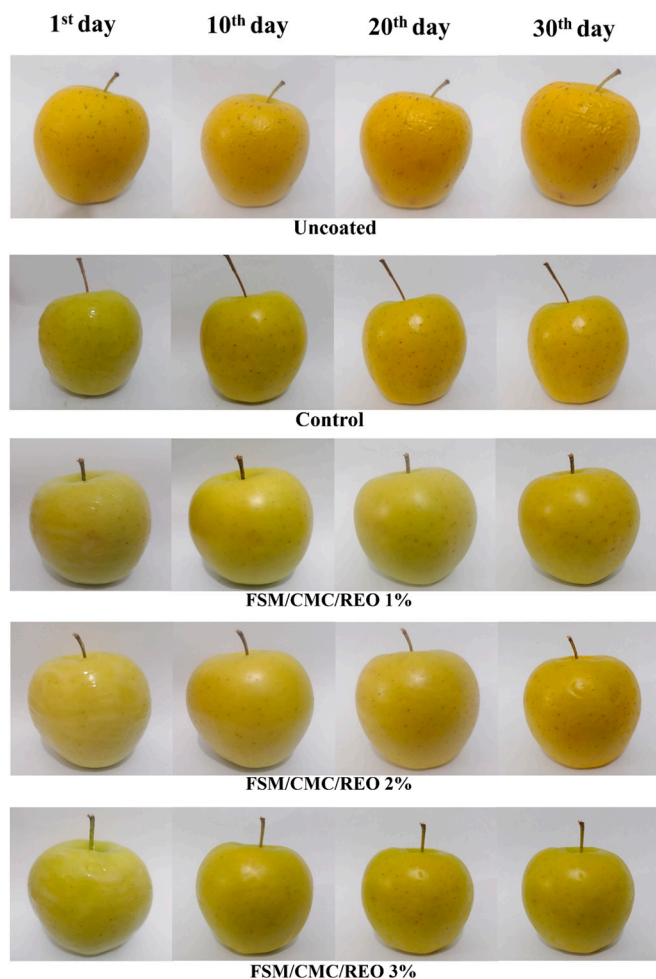 1st day 10th day 20th day 30th day
Uncoated
Control
FSM/CMC/REO 1%
FSM/CMC/REO 2%
FSM/CMC/REO 3%